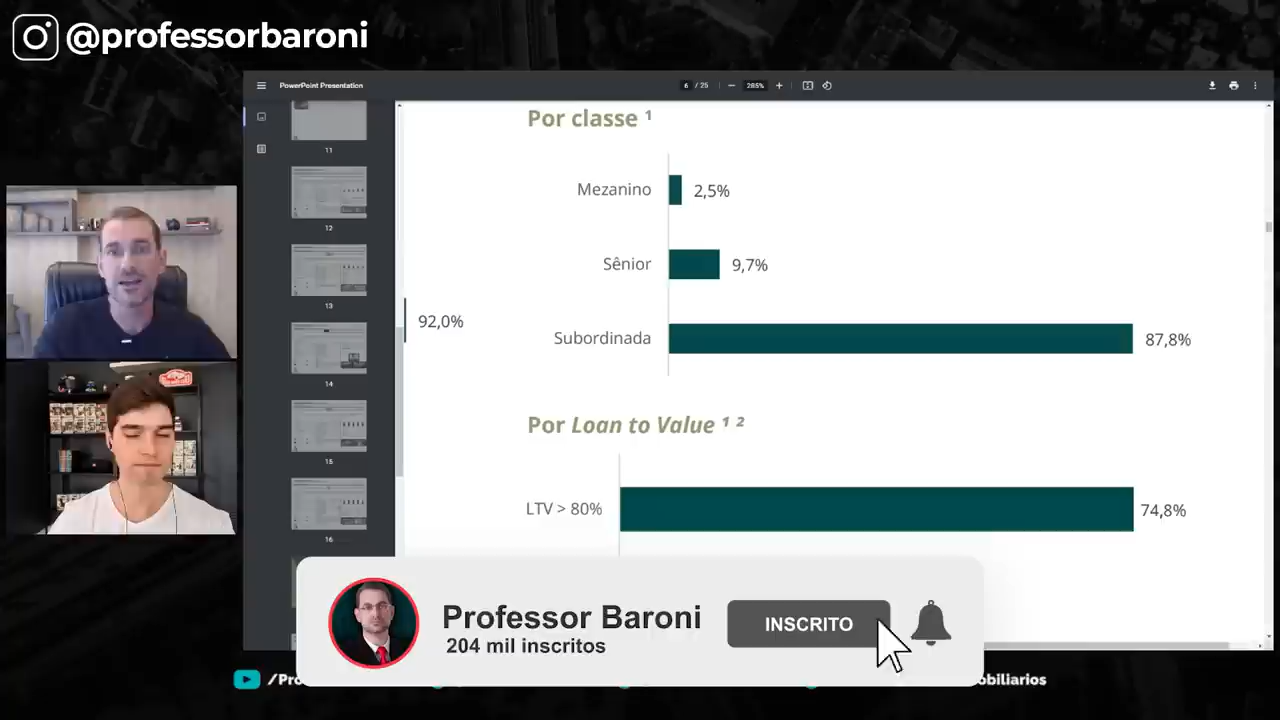 @professorbaroni
PowerPoint Presentation
6 / 25
285%
11
12
13
14
15
16
Por classe ¹
Mezanino
2,5%
Sênior
9,7%
92,0%
Subordinada
87,8%
Por Loan to Value ¹ ²
LTV > 80%
74,8%
Professor Baroni
204 mil inscritos
INSCRITO
/Pro
obiliarios